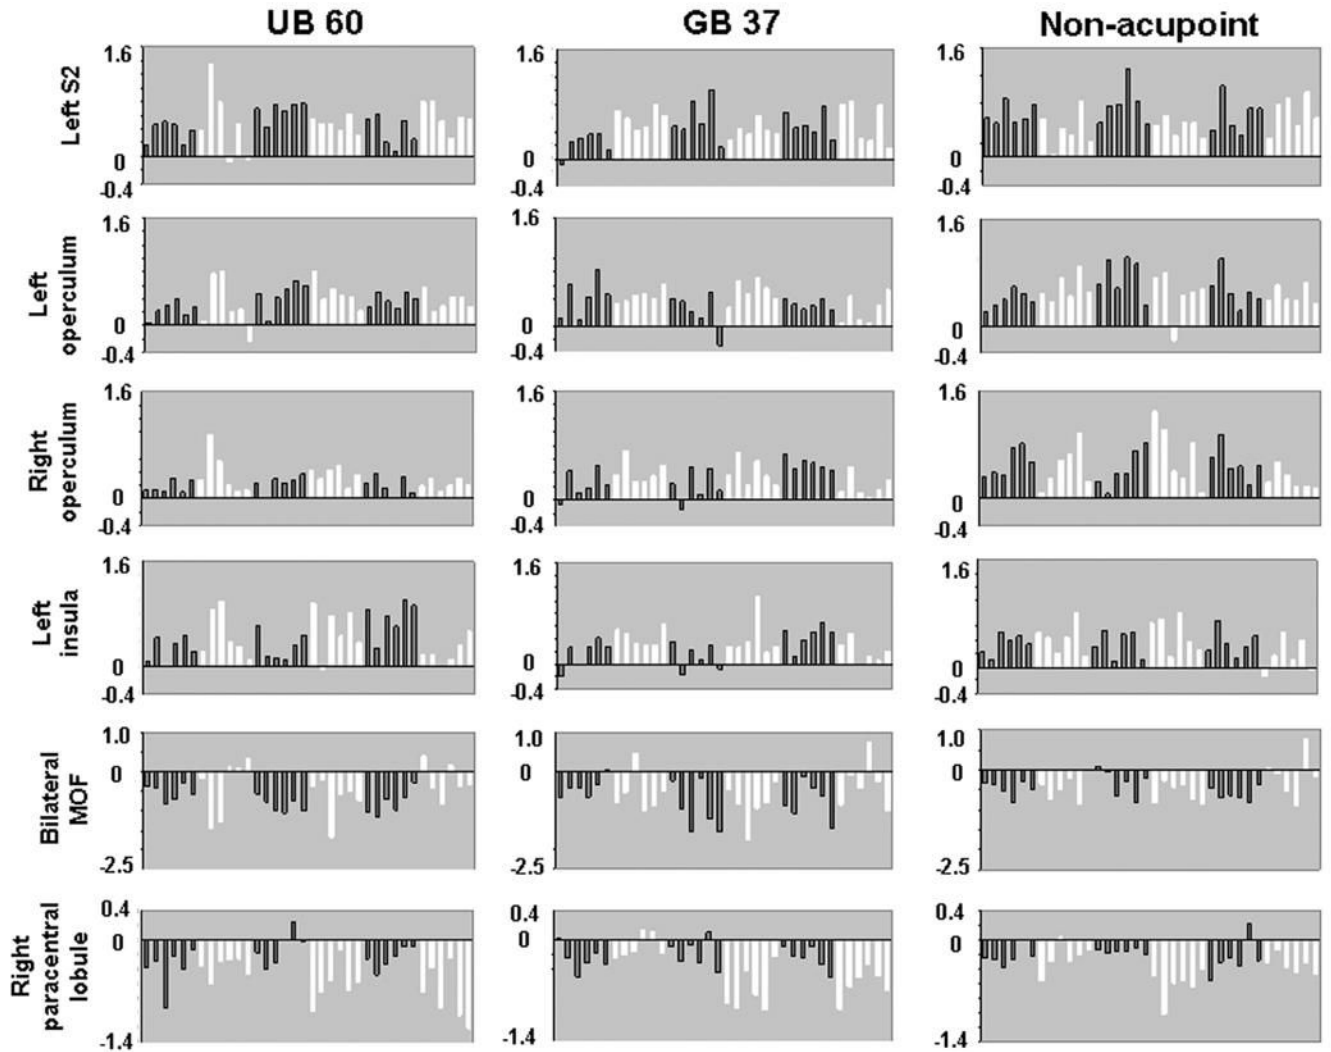 UB 60 GB 37 Non-acupoint
Left S2
1.6 1.6 1.6
0 0 0
-0.4 -0.4 -0.4
Left
operculum
1.6 1.6 1.6
0 0 0
-0.4 -0.4 -0.4
Right
operculum
1.6 1.6 1.6
0 0 0
-0.4 -0.4 -0.4
Left
insula
1.6 1.6 1.6
0 0 0
-0.4 -0.4 -0.4
Bilateral
MOF
1.0 1.0 1.0
0 0 0
-2.5 -2.5 -2.5
Right
paracentral
lobule
0.4 0.4 0.4
0 0 0
-1.4 -1.4 -1.4